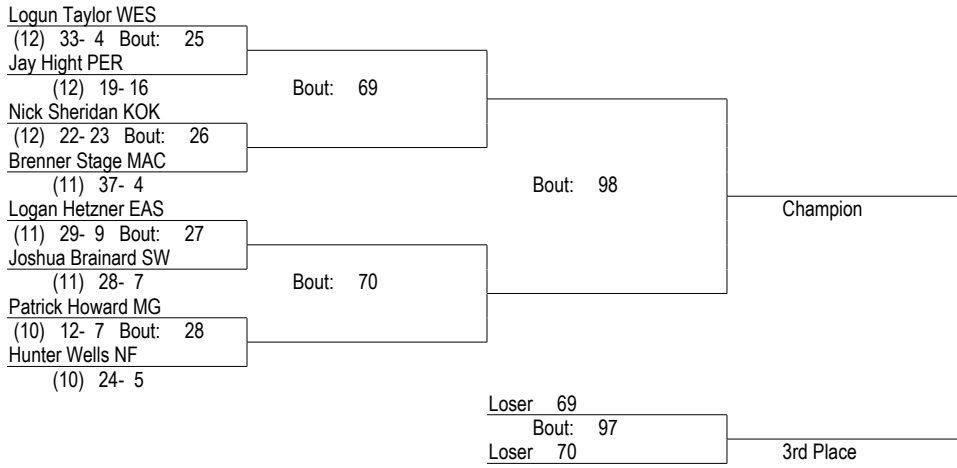 Logun Taylor WES
(12) 33- 4 Bout: 25
Jay Hight PER
(12) 19- 16
Bout: 69
Nick Sheridan KOK
(12) 22- 23 Bout: 26
Brenner Stage MAC
(11) 37- 4
Bout: 98
Logan Hetzner EAS
Champion
(11) 29- 9 Bout: 27
Joshua Brainard SW
(11) 28- 7
Bout: 70
Patrick Howard MG
(10) 12- 7 Bout: 28
Hunter Wells NF
(10) 24- 5
Loser 69
Bout: 97
Loser 70
3rd Place